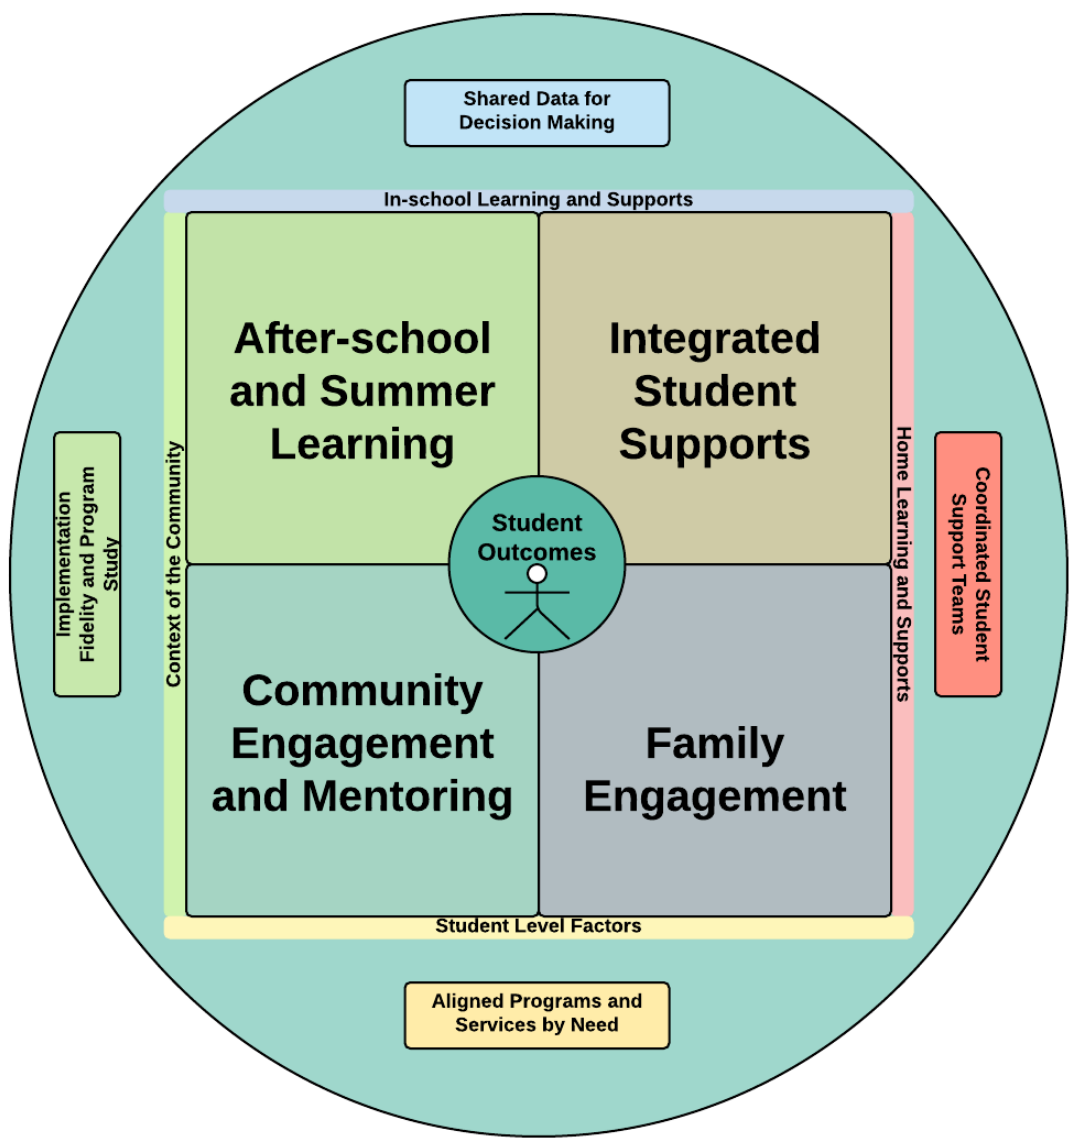 Shared Data for
Decision Making
In-school Learning and Supports
After-school
and Summer
Learning
Integrated
Student
Supports
Implementation
Fidelity and Program
Study
Context of the Community
Student
Outcomes
Home Learning and Supports
Coordinated Student
Support Teams
Community
Engagement
and Mentoring
Family
Engagement
Student Level Factors
Aligned Programs and
Services by Need